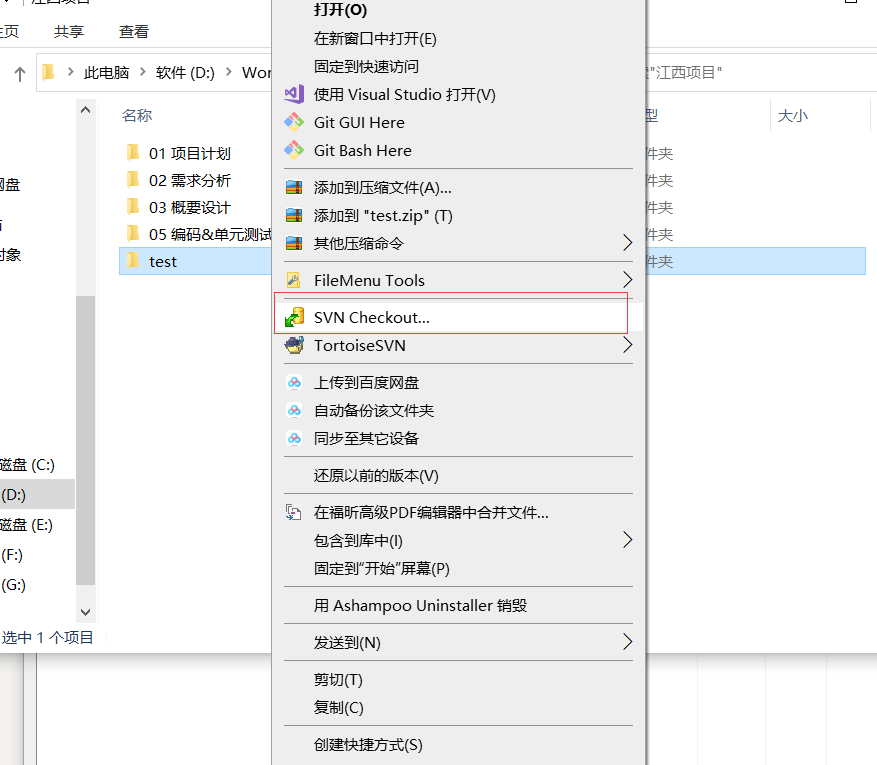 江西项目
主页 共享 查看
此电脑 软件 (D:) Wor
"江西项目"
名称
型
大小
01 项目计划
件夹
02 需求分析
件夹
03 概要设计
件夹
05 编码&单元测试
件夹
test
件夹
网盘
对象
磁盘 (C:)
(D:)
磁盘 (E:)
(F:)
(G:)
选中 1 个项目
打开(O)
在新窗口中打开(E)
固定到快速访问
使用 Visual Studio 打开(V)
Git GUI Here
Git Bash Here
添加到压缩文件(A)...
添加到 "test.zip" (T)
其他压缩命令
FileMenu Tools
SVN Checkout...
TortoiseSVN
上传到百度网盘
自动备份该文件夹
同步至其它设备
还原以前的版本(V)
在福昕高级PDF编辑器中合并文件...
包含到库中(I)
固定到“开始”屏幕(P)
用 Ashampoo Uninstaller 销毁
发送到(N)
剪切(T)
复制(C)
创建快捷方式(S)